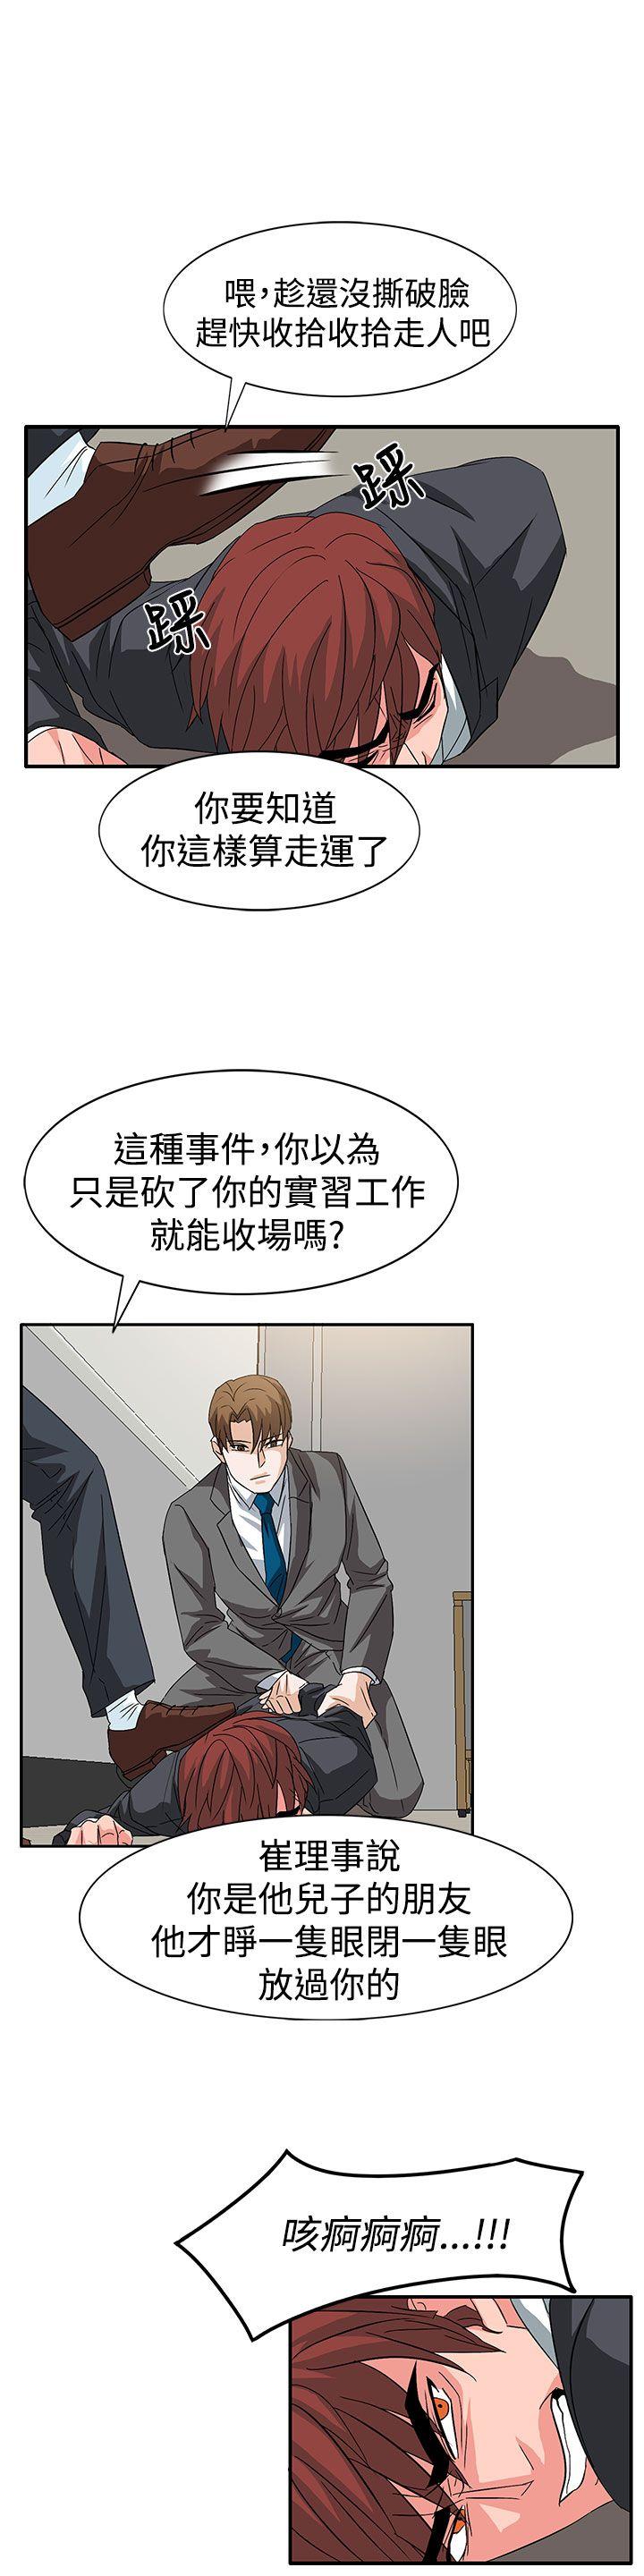 喂，趁還沒撕破臉
趕快收拾收拾走人吧
踩
踩
你要知道
你這樣算走運了
這種事件，你以為
只是砍了你的實習工作
就能收場嗎?
崔理事說
你是他兒子的朋友
他才睜一隻眼閉一隻眼
放過你的
咳痾痾痾...!!!